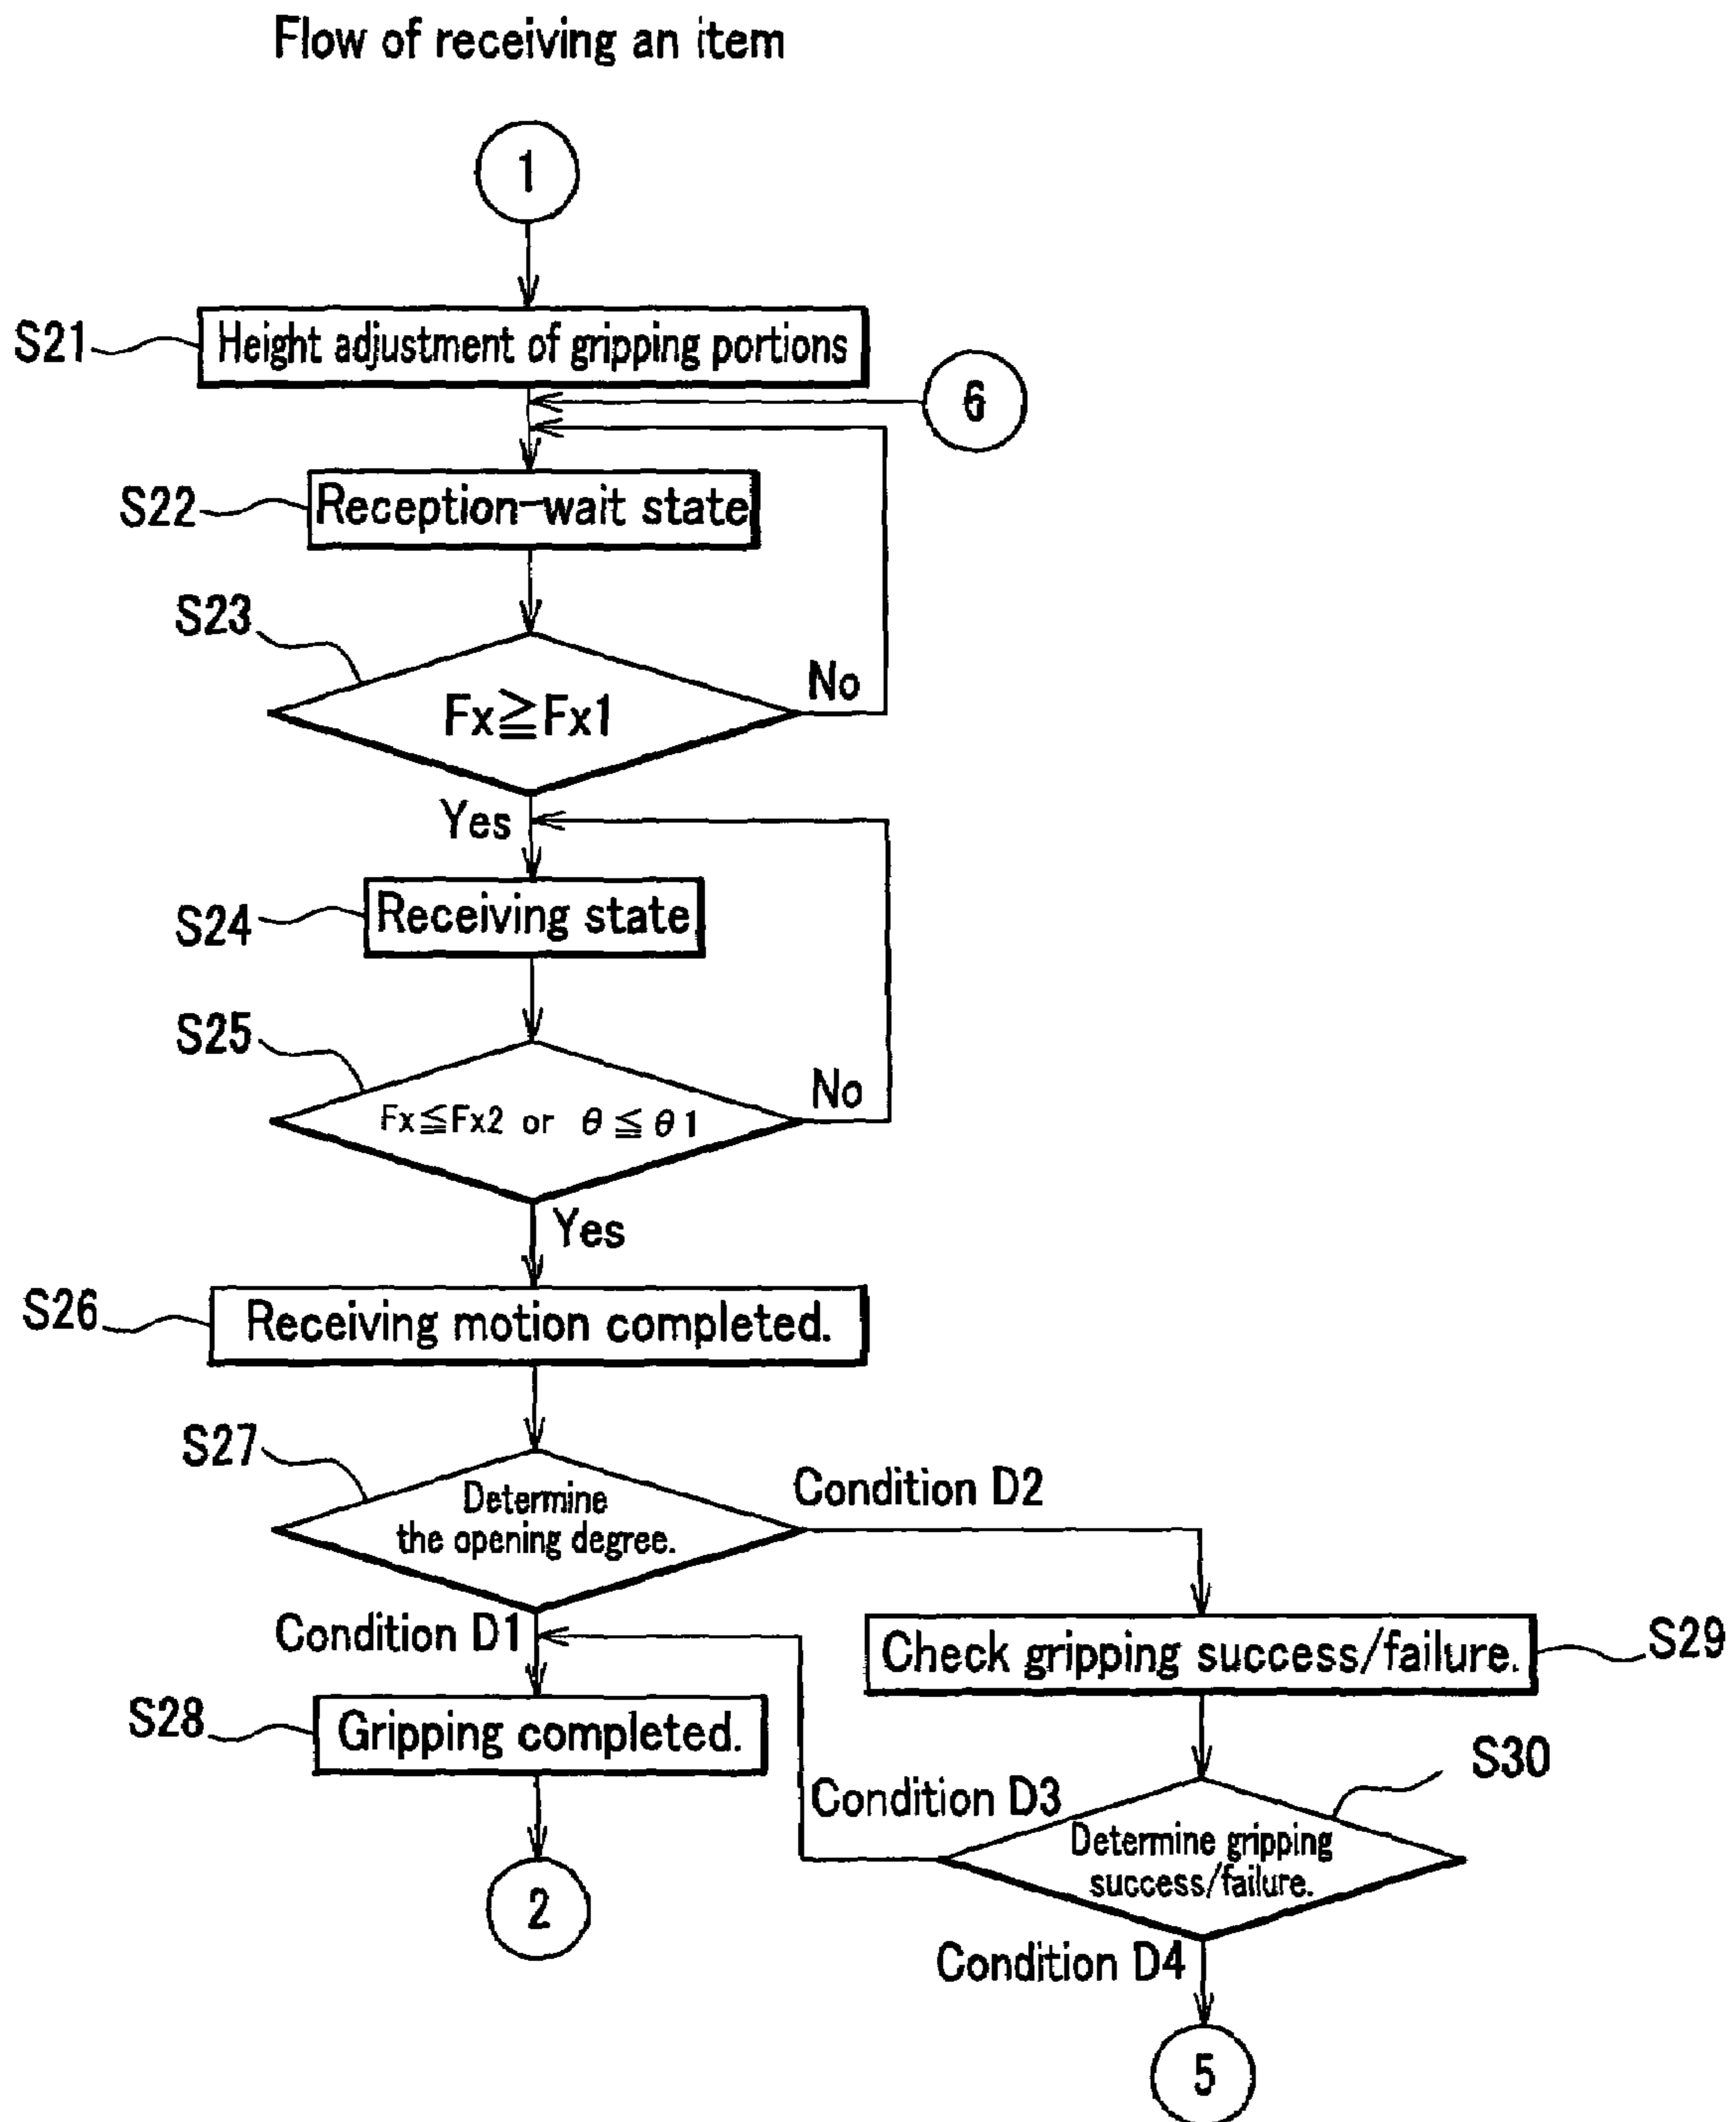 Flow of receiving an item
1
S21
Height adjustment of gripping portions
6
S22
Reception-wait state
S23
Fx≧Fx1
No
Yes
S24
Receiving state
S25
Fx≦Fx2 or θ≦θ1
No
Yes
S26
Receiving motion completed.
S27
Determine
the opening degree.
Condition D2
Condition D1
Check gripping success/failure.
S29
S28
Gripping completed.
S30
Condition D3
Determine gripping
success/failure.
2
Condition D4
5